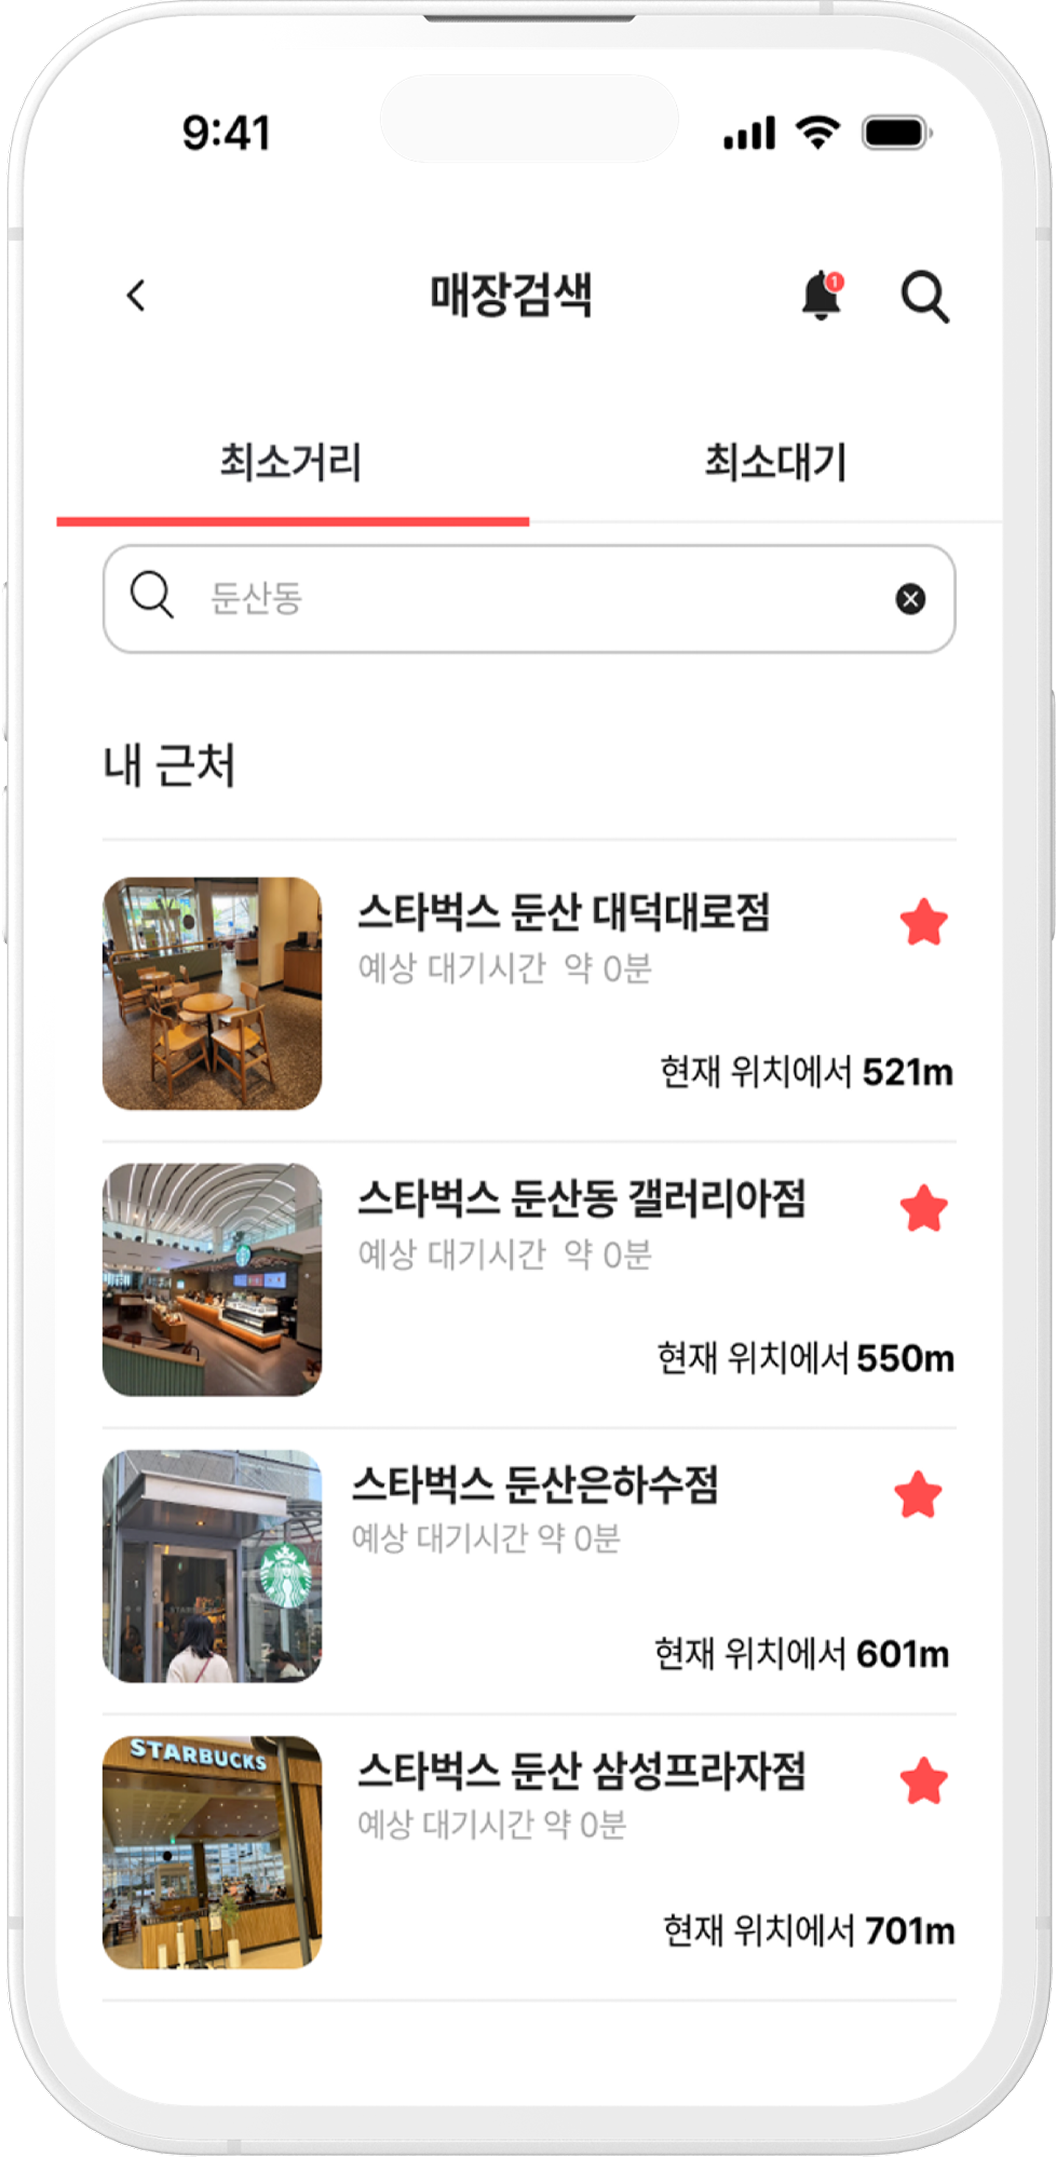 9:41
매장검색
1
최소거리
최소대기
둔산동
내 근처
스타벅스 둔산 대덕대로점
예상 대기시간 약 0분
현재 위치에서 521m
스타벅스 둔산동 갤러리아점
예상 대기시간 약 0분
현재 위치에서 550m
스타벅스 둔산은하수점
예상 대기시간 약 0분
현재 위치에서 601m
STARBUCKS
스타벅스 둔산 삼성프라자점
예상 대기시간 약 0분
현재 위치에서 701m